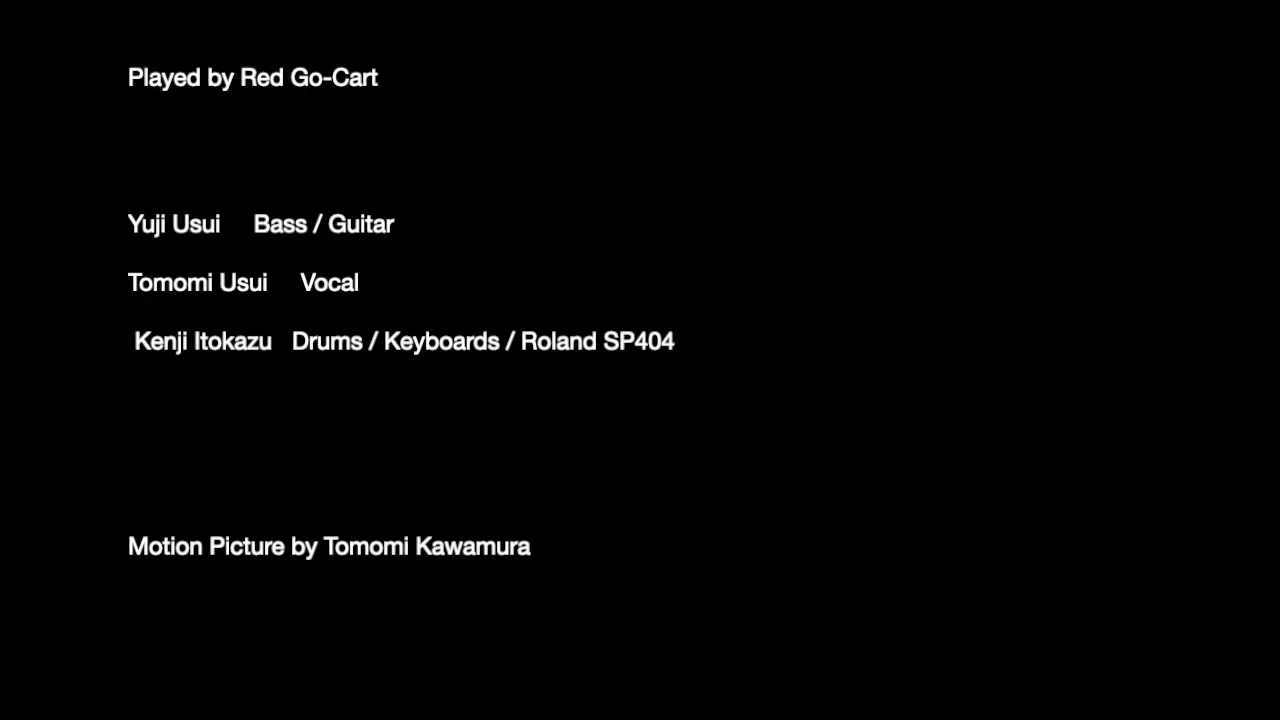 Played by Red Go-Cart
Yuji Usui Bass / Guitar
Tomomi Usui Vocal
Kenji Itokazu Drums / Keyboards / Roland SP404
Motion Picture by Tomomi Kawamura